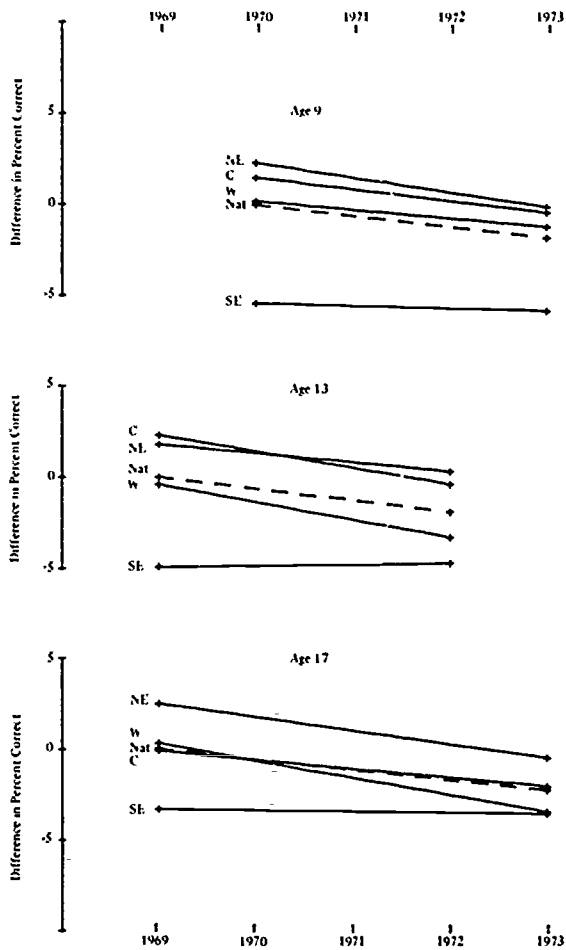 1969 1970 1971 1972 1973
Difference in Percent Correct
5
0
-5
Age 9
NE
C
W
Nat
SE
Difference in Percent Correct
5
0
-5
Age 13
C
NE
Nat
W
SE
Difference in Percent Correct
5
0
-5
Age 17
NE
W
Nat
C
SE
1969 1970 1971 1972 1973